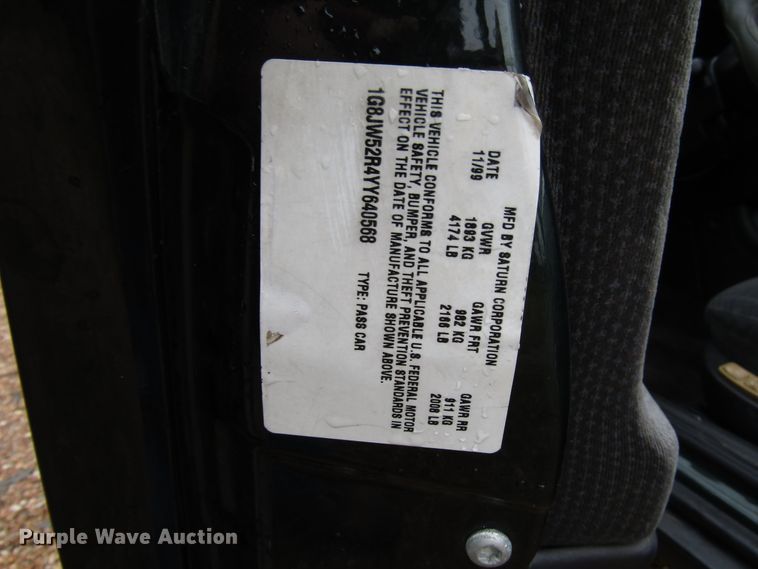 MFD BY SATURN CORPORATION
DATE GVWR GAWR FRT GAWR RR
11/99 1893 KG 982 KG 911 KG
4174 LB 2166 LB 2008 LB
THIS VEHICLE CONFORMS TO ALL APPLICABLE U.S. FEDERAL MOTOR
VEHICLE SAFETY, BUMPER, AND THEFT PREVENTION STANDARDS IN
EFFECT ON THE DATE OF MANUFACTURE SHOWN ABOVE.
1G8JW52R4YY640568 TYPE: PASS CAR
Purple Wave Auction